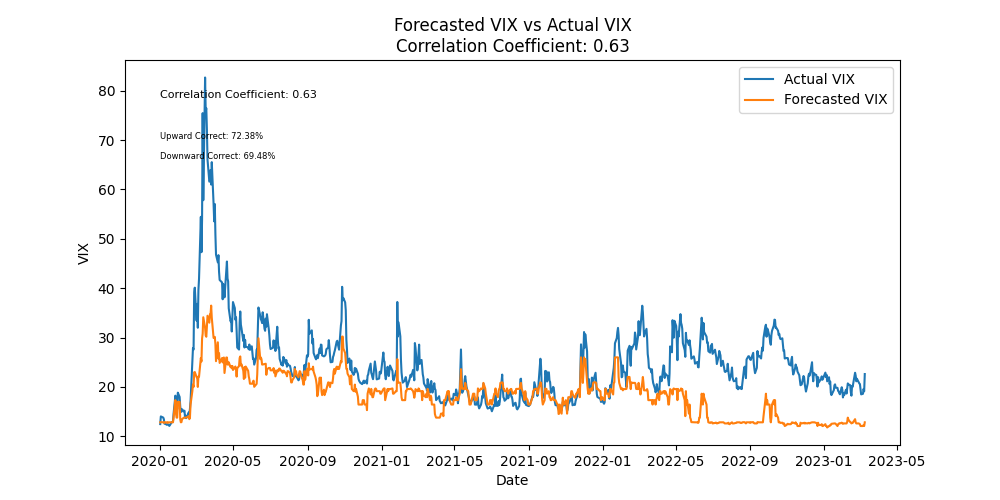 Forecasted VIX vs Actual VIX
Correlation Coefficient: 0.63
Actual VIX
Forecasted VIX
Correlation Coefficient: 0.63
Upward Correct: 72.38%
Downward Correct: 69.48%
80
70
60
50
40
30
20
10
VIX
2020-01 2020-05 2020-09 2021-01 2021-05 2021-09 2022-01 2022-05 2022-09 2023-01 2023-05
Date